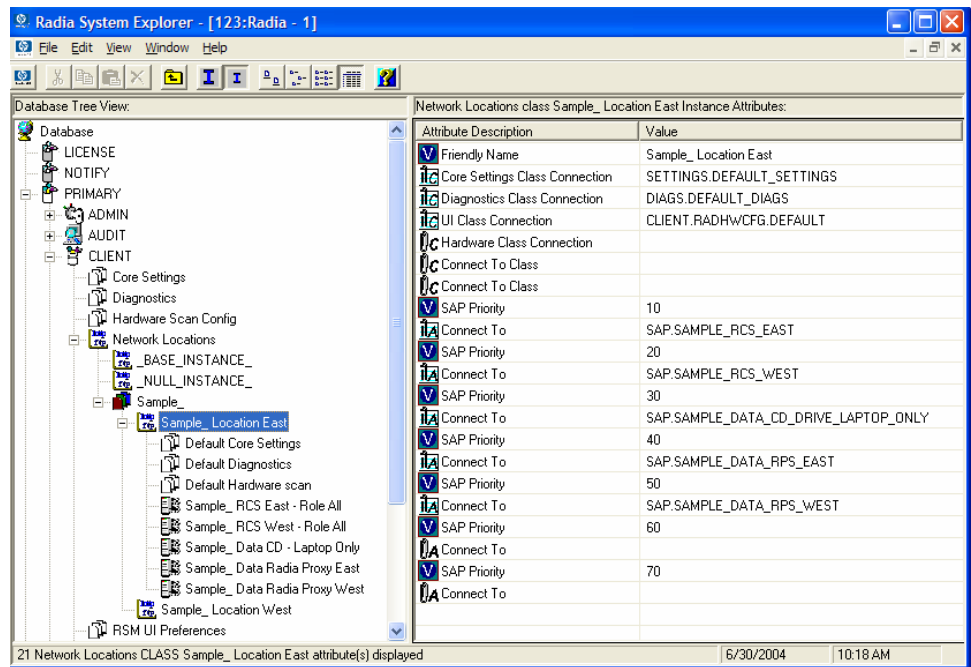 Radia System Explorer - [123:Radia - 1]
File Edit View Window Help
Database Tree View:
Database
LICENSE
NOTIFY
PRIMARY
ADMIN
AUDIT
CLIENT
Core Settings
Diagnostics
Hardware Scan Config
Network Locations
_BASE_INSTANCE_
_NULL_INSTANCE_
Sample_
Sample_ Location East
Default Core Settings
Default Diagnostics
Default Hardware scan
Sample_ RCS East - Role All
Sample_ RCS West - Role All
Sample_ Data CD - Laptop Only
Sample_ Data Radia Proxy East
Sample_ Data Radia Proxy West
Sample_ Location West
RSM UI Preferences
Network Locations class Sample_ Location East Instance Attributes:
Attribute Description Value
Friendly Name Sample_ Location East
Core Settings Class Connection SETTINGS.DEFAULT_SETTINGS
Diagnostics Class Connection DIAGS.DEFAULT_DIAGS
UI Class Connection CLIENT.RADHWCFG.DEFAULT
Hardware Class Connection
Connect To Class
Connect To Class
SAP Priority 10
Connect To SAP.SAMPLE_RCS_EAST
SAP Priority 20
Connect To SAP.SAMPLE_RCS_WEST
SAP Priority 30
Connect To SAP.SAMPLE_DATA_CD_DRIVE_LAPTOP_ONLY
SAP Priority 40
Connect To SAP.SAMPLE_DATA_RPS_EAST
SAP Priority 50
Connect To SAP.SAMPLE_DATA_RPS_WEST
SAP Priority 60
Connect To
SAP Priority 70
Connect To
21 Network Locations CLASS Sample_ Location East attribute(s) displayed 6/30/2004 10:18 AM